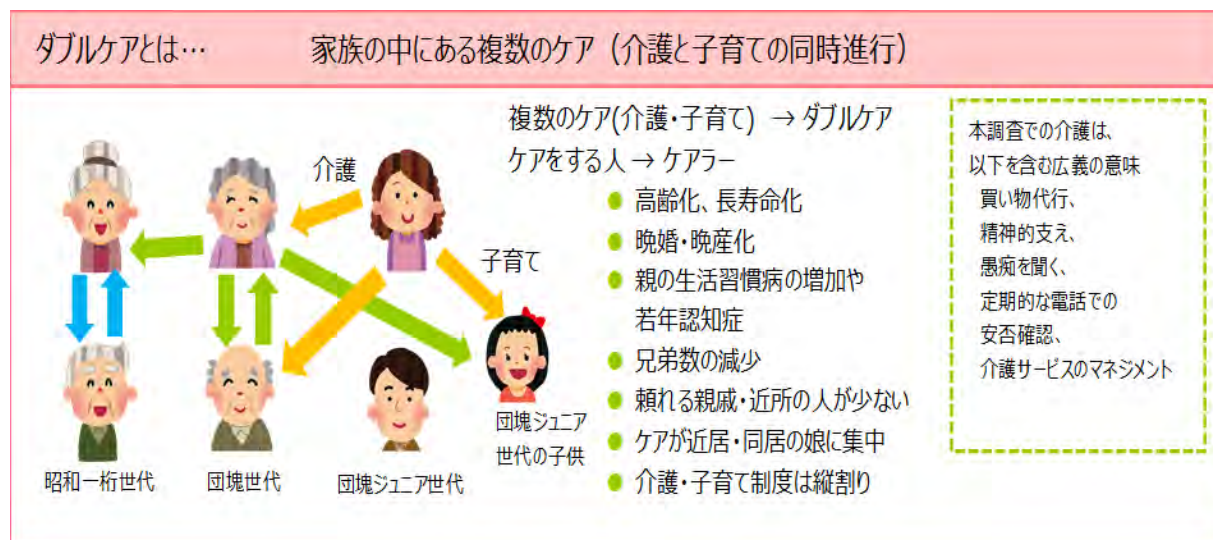 ダブルケアとは… 家族の中にある複数のケア（介護と子育ての同時進行）
複数のケア(介護・子育て) → ダブルケア
ケアをする人 → ケアラー
● 高齢化、長寿命化
● 晩婚・晩産化
● 親の生活習慣病の増加や
若年認知症
● 兄弟数の減少
● 頼れる親戚・近所の人が少ない
● ケアが近居・同居の娘に集中
● 介護・子育て制度は縦割り
介護
子育て
昭和一桁世代
団塊世代
団塊ジュニア世代
団塊ジュニア
世代の子供
本調査での介護は、
以下を含む広義の意味
買い物代行、
精神的支え、
愚痴を聞く、
定期的な電話での
安否確認、
介護サービスのマネジメント